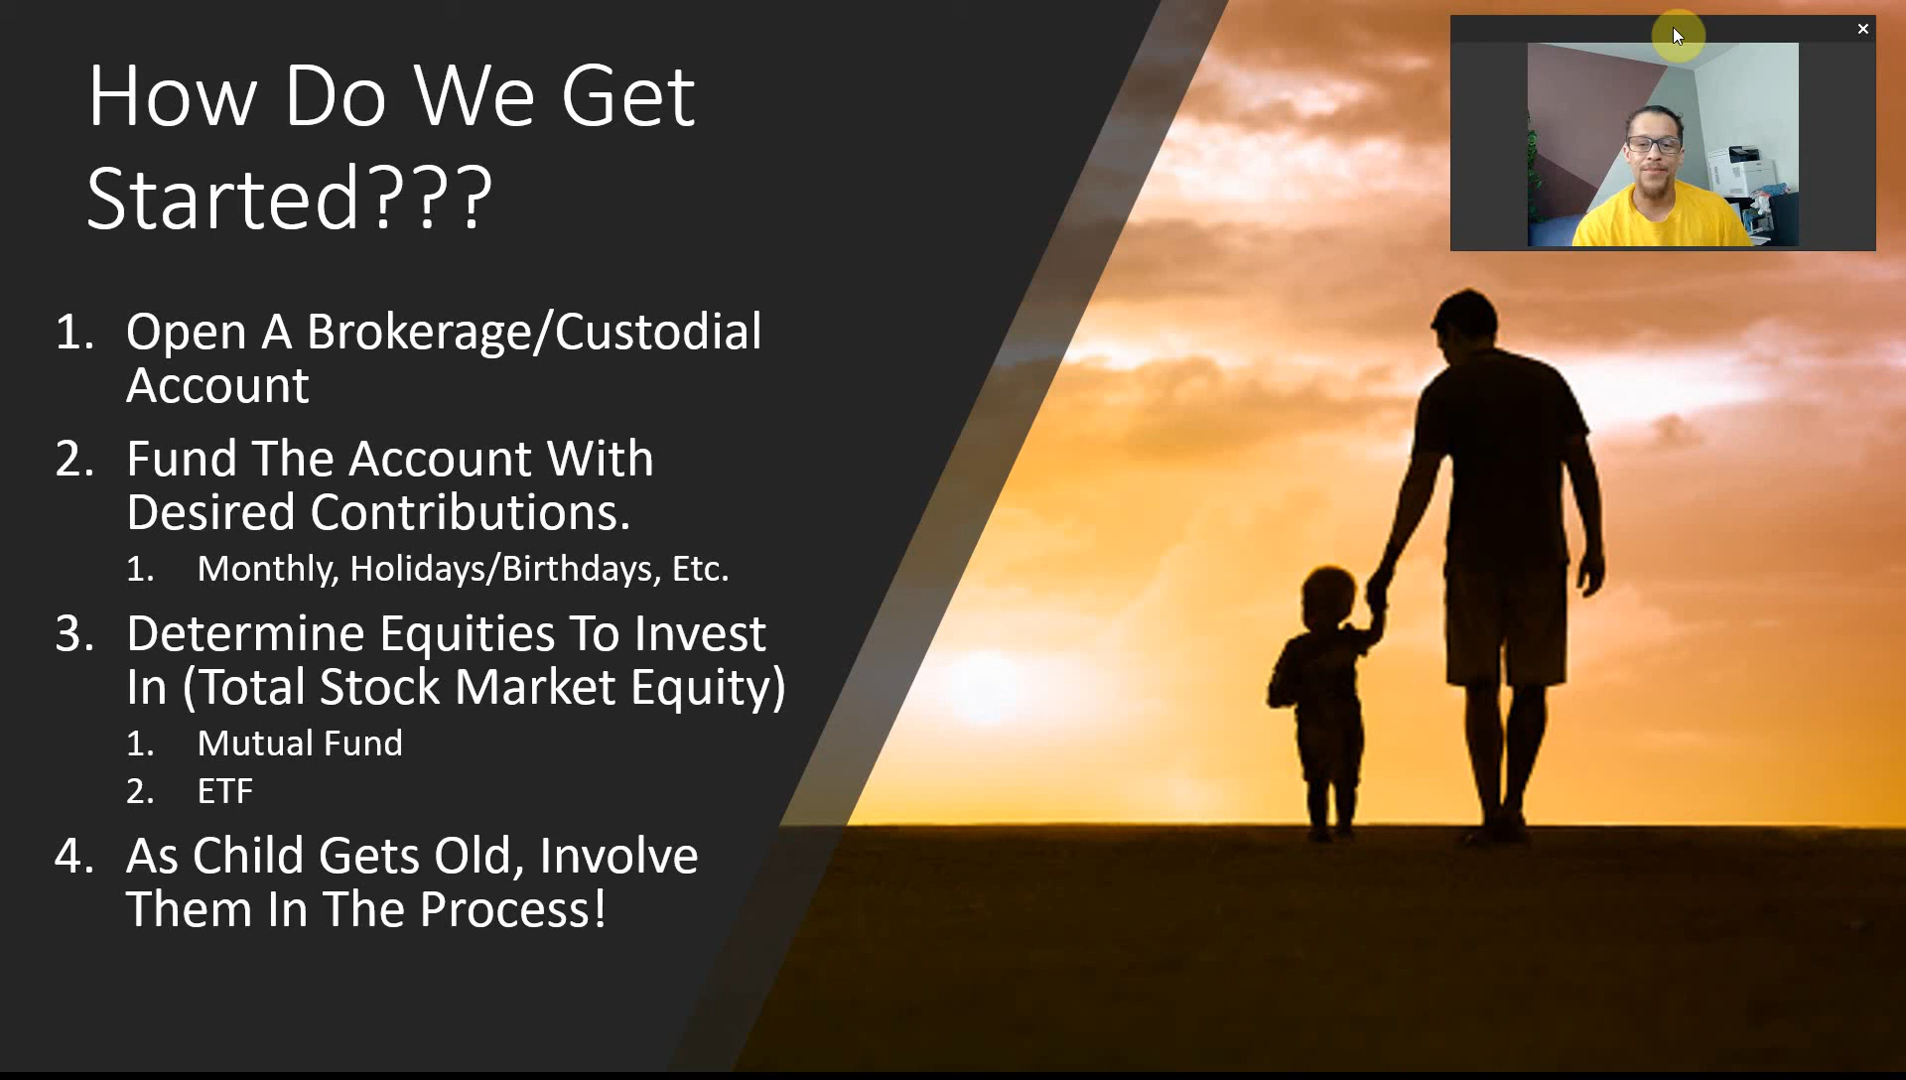 How Do We Get
Started???
1. Open A Brokerage/Custodial
Account
2. Fund The Account With
Desired Contributions.
1. Monthly, Holidays/Birthdays, Etc.
3. Determine Equities To Invest
In (Total Stock Market Equity)
1. Mutual Fund
2. ETF
4. As Child Gets Old, Involve
Them In The Process!